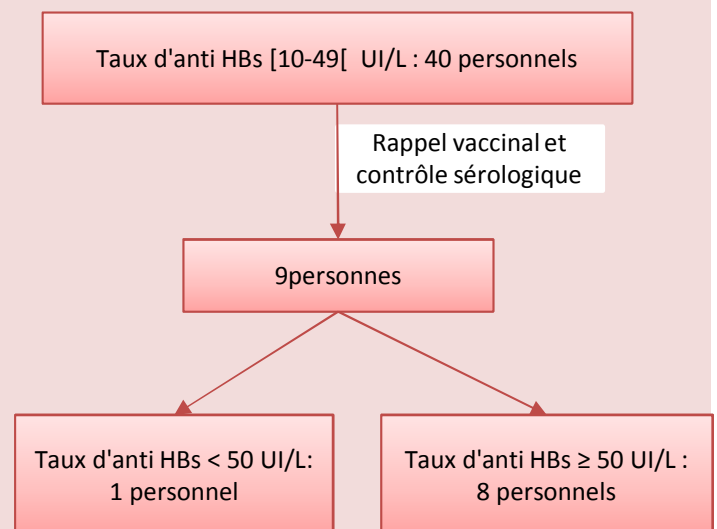 Taux d'anti HBs [10-49[ UI/L : 40 personnels
Rappel vaccinal et
contrôle sérologique
9personnes
Taux d'anti HBs < 50 UI/L:
1 personnel
Taux d'anti HBs ≥ 50 UI/L :
8 personnels